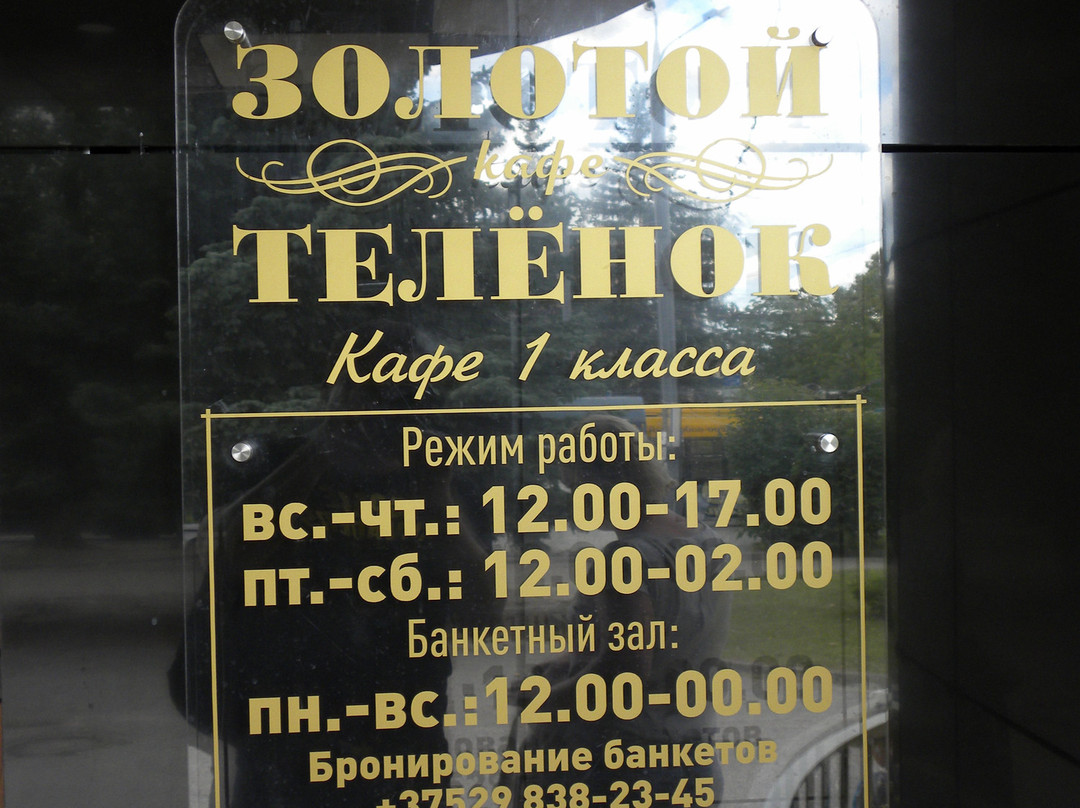 ЗОЛОТОЙ
кафе
ТЕЛЁНОК
Кафе 1 класса
Режим работы:
вс.-чт.: 12.00-17.00
пт.-сб.: 12.00-02.00
Банкетный зал:
пн.-вс.:12.00-00.00
Бронирование банкетов
+37529 838-23-45